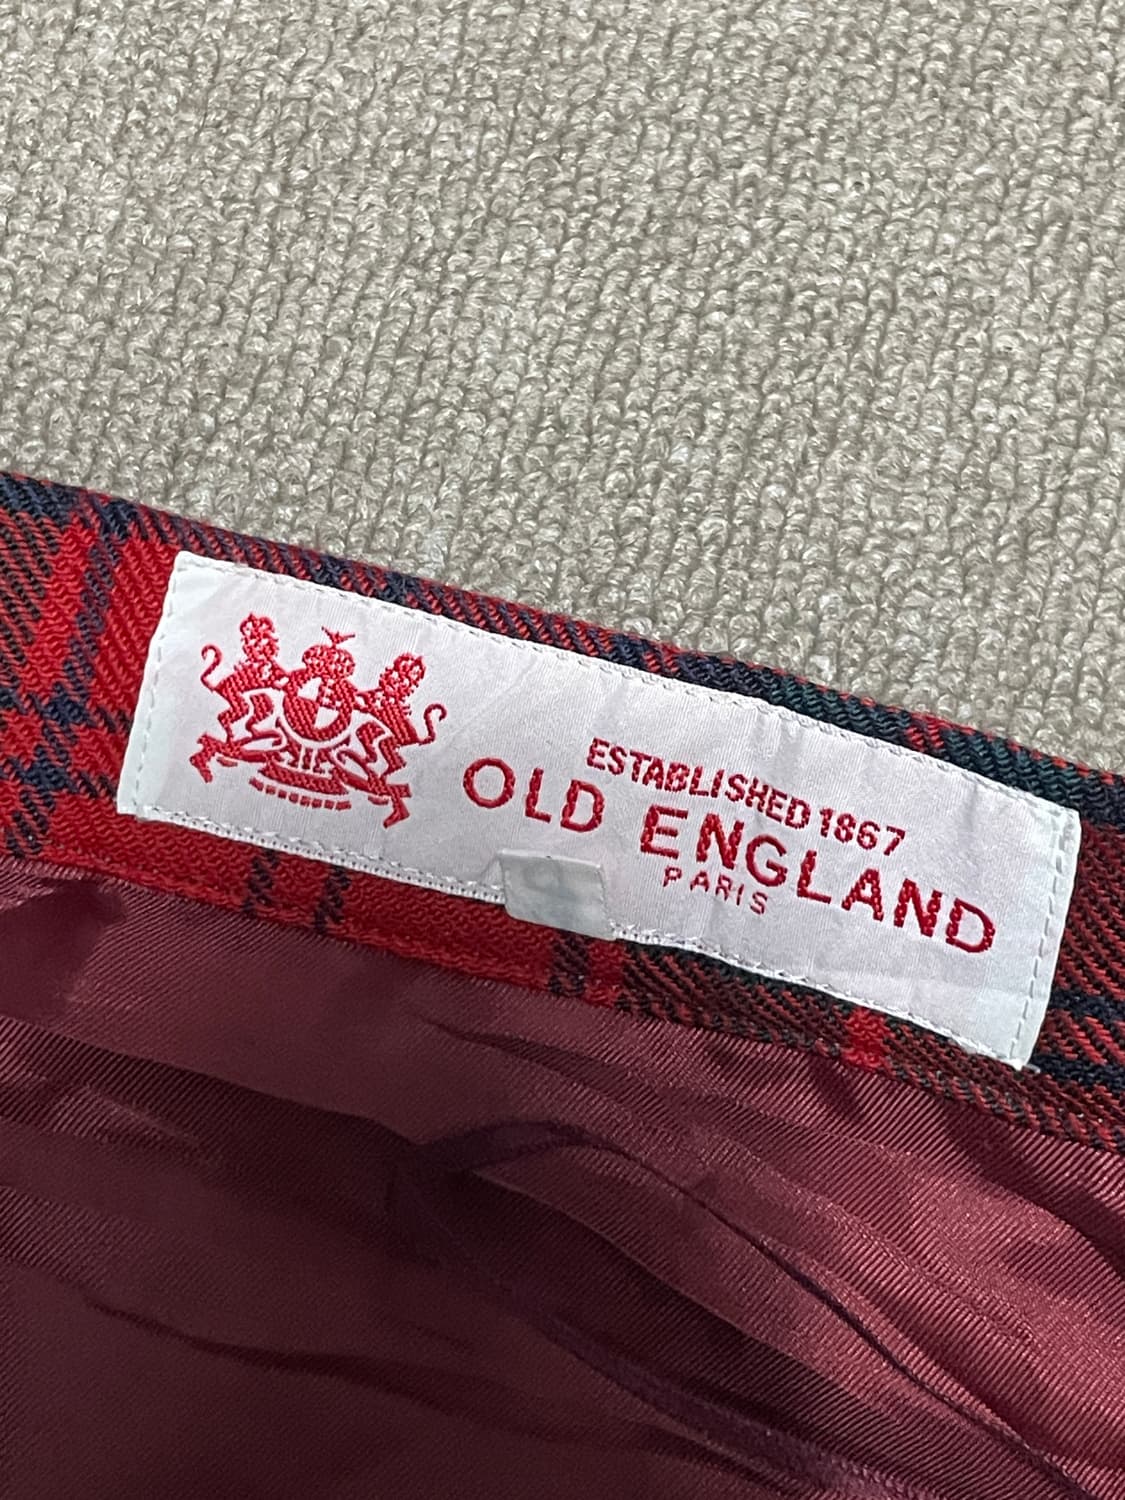 ESTABLISHED 1867
OLD ENGLAND
PARIS